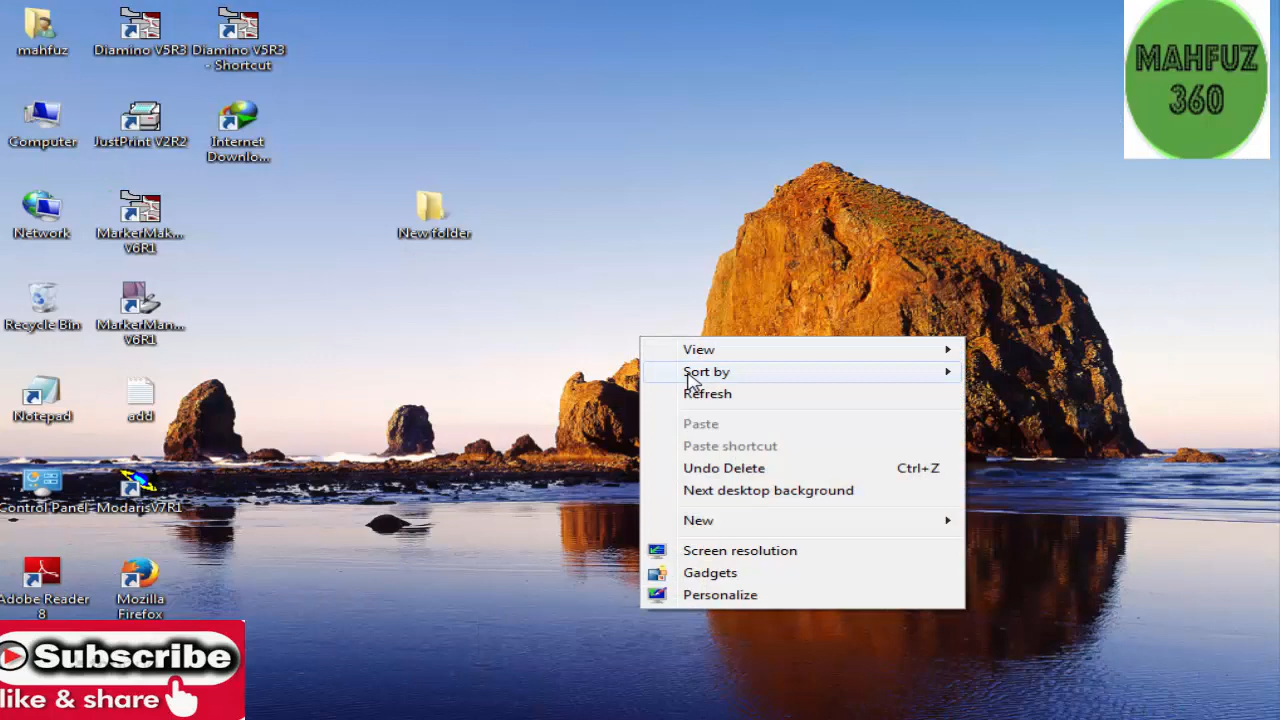 mahfuz
Diamino V5R3
Diamino V5R3
- Shortcut
MAHFUZ
360
Computer
JustPrint V2R2
Internet
Downlo...
Network
MarkerMak...
V6R1
New folder
Recycle Bin
MarkerMan...
V6R1
Notepad
add
Control Panel
ModarisV7R1
Adobe Reader
8
Mozilla
Firefox
View
Sort by
Refresh
Paste
Paste shortcut
Undo Delete Ctrl+Z
Next desktop background
New
Screen resolution
Gadgets
Personalize
Subscribe
like & share